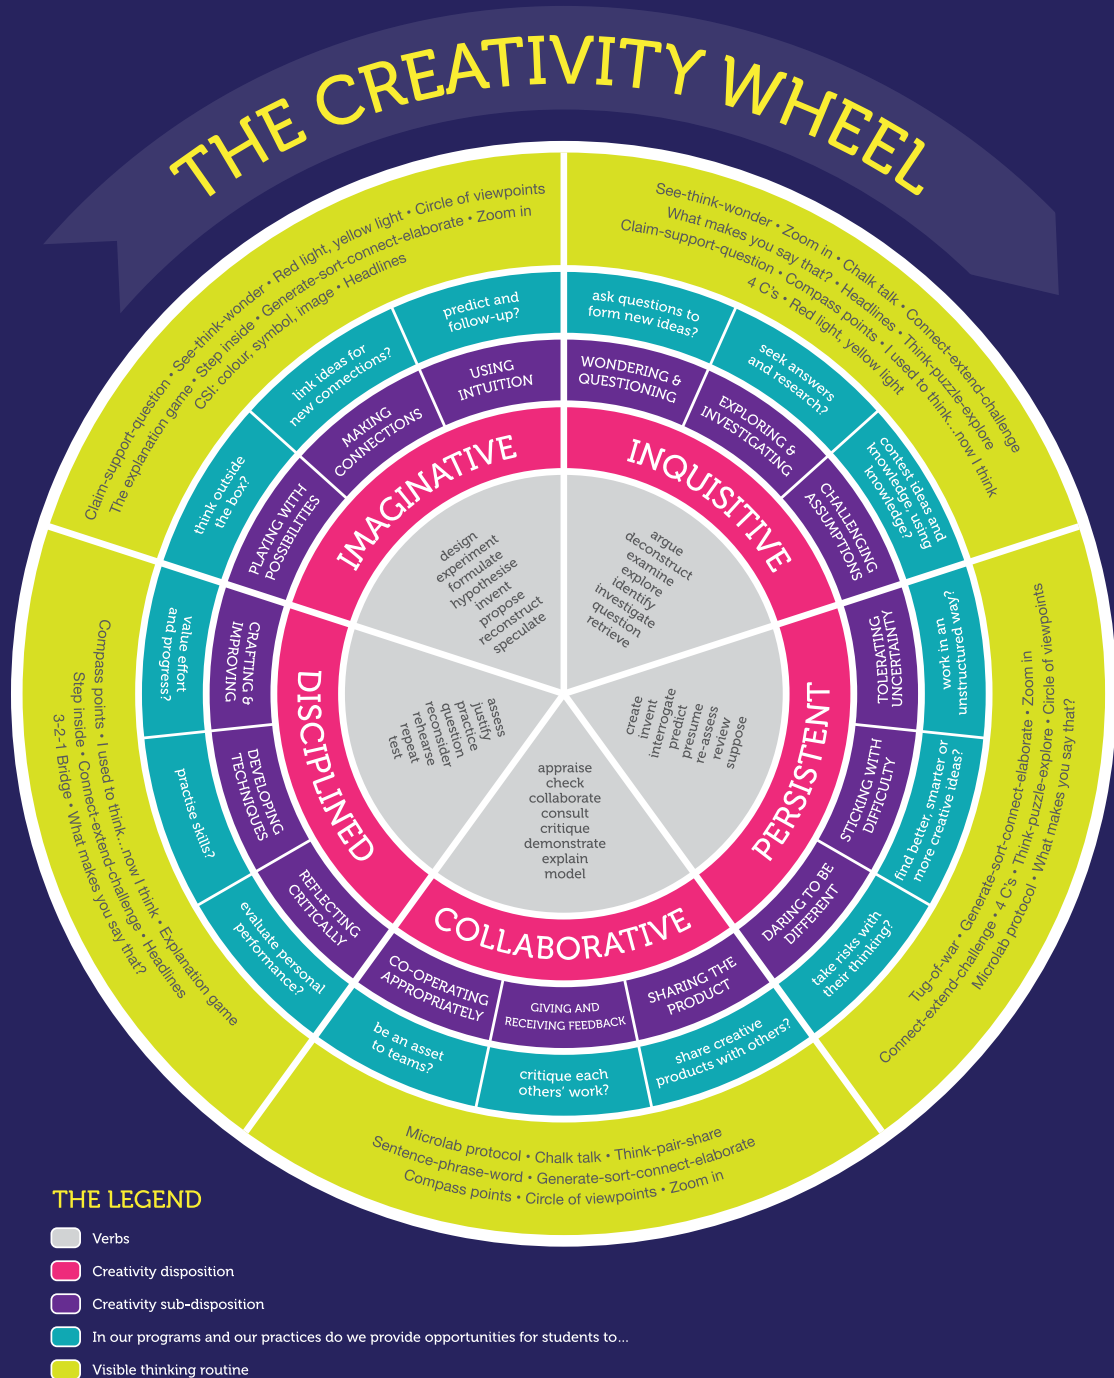 THE CREATIVITY WHEEL
See-think-wonder • Zoom in • Chalk talk • Connect-extend-challenge
What makes you say that? • Headlines • Think-puzzle-explore
Claim-support-question • Compass points • I used to think...now I think
4 C's • Red light, yellow light
ask questions to
form new ideas?
seek answers
and research?
contest ideas and
knowledge, using
knowledge?
WONDERING &
QUESTIONING
EXPLORING &
INVESTIGATING
CHALLENGING
ASSUMPTIONS
INQUISITIVE
argue
deconstruct
examine
explore
identify
investigate
question
retrieve
Tug-of-war • Generate-sort-connect-elaborate • Zoom in
Connect-extend-challenge • 4 C's • Think-puzzle-explore • Circle of viewpoints
Microlab protocol • What makes you say that?
work in an
unstructured way?
find better, smarter or
more creative ideas?
take risks with
their thinking?
TOLERATING
UNCERTAINTY
STICKING WITH
DIFFICULTY
DARING TO BE
DIFFERENT
PERSISTENT
create
invent
interrogate
predict
presume
re-assess
review
suppose
COLLABORATIVE
appraise
check
collaborate
consult
critique
demonstrate
explain
model
CO-OPERATING
APPROPRIATELY
GIVING AND
RECEIVING FEEDBACK
SHARING THE
PRODUCT
be an asset
to teams?
critique each
others' work?
share creative
products with others?
Microlab protocol • Chalk talk • Think-pair-share
Sentence-phrase-word • Generate-sort-connect-elaborate
Compass points • Circle of viewpoints • Zoom in
DISCIPLINED
assess
justify
practice
question
reconsider
rehearse
repeat
test
CRAFTING &
IMPROVING
DEVELOPING
TECHNIQUES
REFLECTING
CRITICALLY
value effort
and progress?
practise skills?
evaluate personal
performance?
Compass points • I used to think...now I think • Explanation game
Step inside • Connect-extend-challenge • Headlines
3-2-1 Bridge • What makes you say that?
IMAGINATIVE
design
experiment
formulate
hypothesise
invent
propose
reconstruct
speculate
PLAYING WITH
POSSIBILITIES
MAKING
CONNECTIONS
USING
INTUITION
think outside
the box?
link ideas for
new connections?
predict and
follow-up?
Claim-support-question • See-think-wonder • Red light, yellow light • Circle of viewpoints
The explanation game • Step inside • Generate-sort-connect-elaborate • Zoom in
CSI: colour, symbol, image • Headlines
THE LEGEND
Verbs
Creativity disposition
Creativity sub-disposition
In our programs and our practices do we provide opportunities for students to...
Visible thinking routine